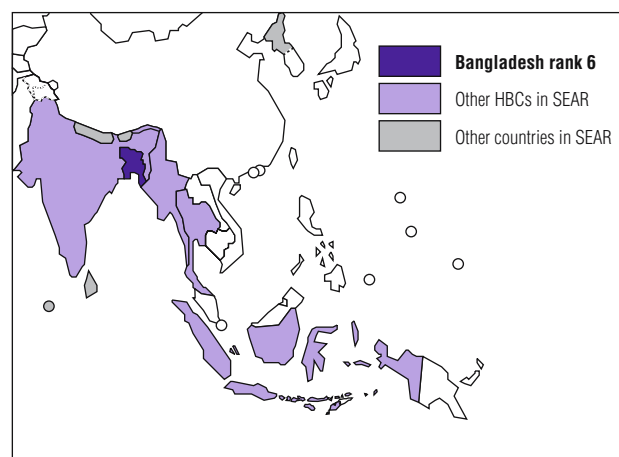 Bangladesh rank 6
Other HBCs in SEAR
Other countries in SEAR